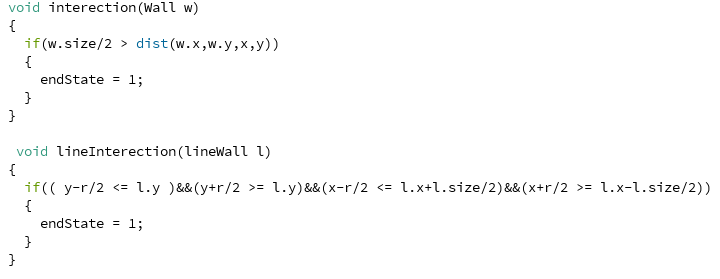 void interection(Wall w)
{
  if(w.size/2 > dist(w.x,w.y,x,y))
  {
    endState = 1;
  }
}

 void lineInterection(lineWall l)
{
  if(( y-r/2 <= l.y )&&(y+r/2 >= l.y)&&(x-r/2 <= l.x+l.size/2)&&(x+r/2 >= l.x-l.size/2))
  {
    endState = 1;
  }
}